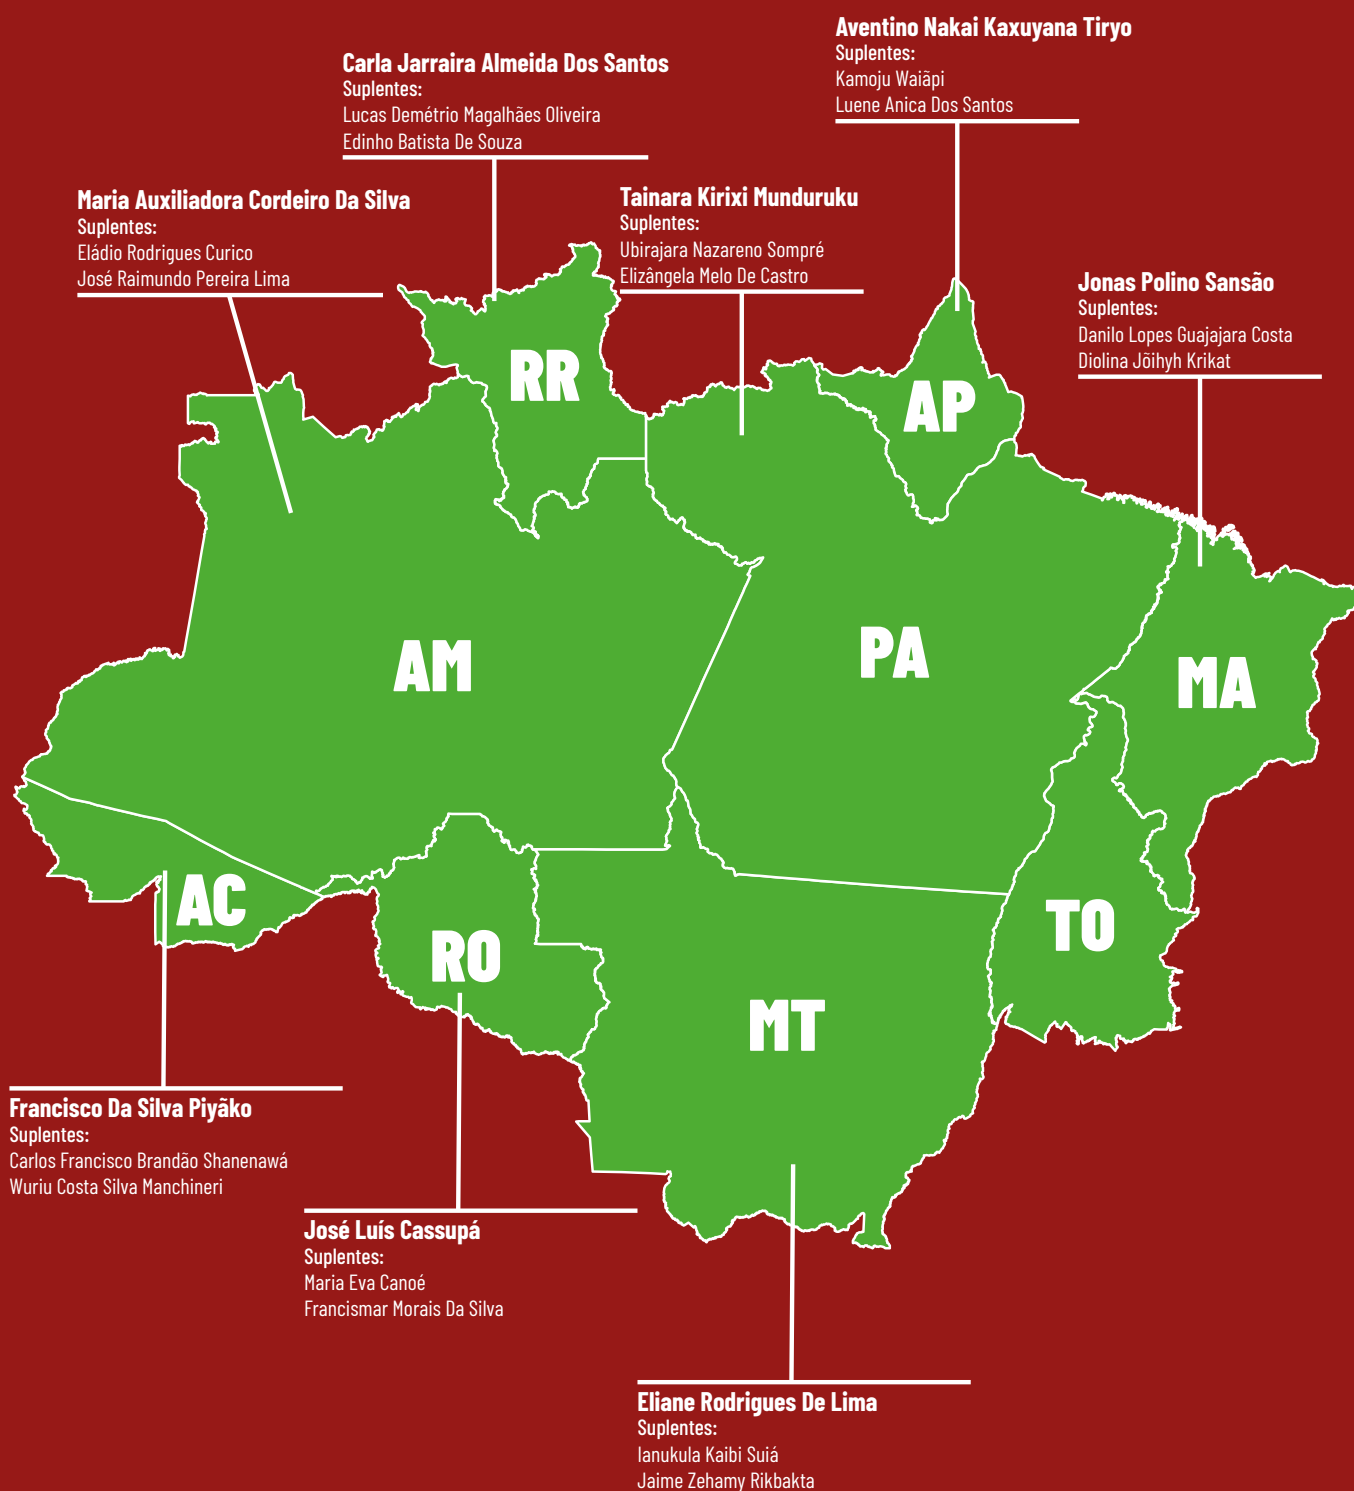 Aventino Nakai Kaxuyana Tiryo
Suplentes:
Kamoju Waiãpi
Luene Anica Dos Santos
Carla Jarraira Almeida Dos Santos
Suplentes:
Lucas Demétrio Magalhães Oliveira
Edinho Batista De Souza
Maria Auxiliadora Cordeiro Da Silva
Suplentes:
Eládio Rodrigues Curico
José Raimundo Pereira Lima
Tainara Kirixi Munduruku
Suplentes:
Ubirajara Nazareno Sompré
Elizângela Melo De Castro
Jonas Polino Sansão
Suplentes:
Danilo Lopes Guajajara Costa
Diolina Jõihyh Krikat
RR
AP
AM
PA
MA
AC
RO
TO
MT
Francisco Da Silva Piyãko
Suplentes:
Carlos Francisco Brandão Shanenawá
Wuriu Costa Silva Manchineri
José Luís Cassupá
Suplentes:
Maria Eva Canoé
Francismar Morais Da Silva
Eliane Rodrigues De Lima
Suplentes:
Ianukula Kaibi Suiá
Jaime Zehamy Rikbakta